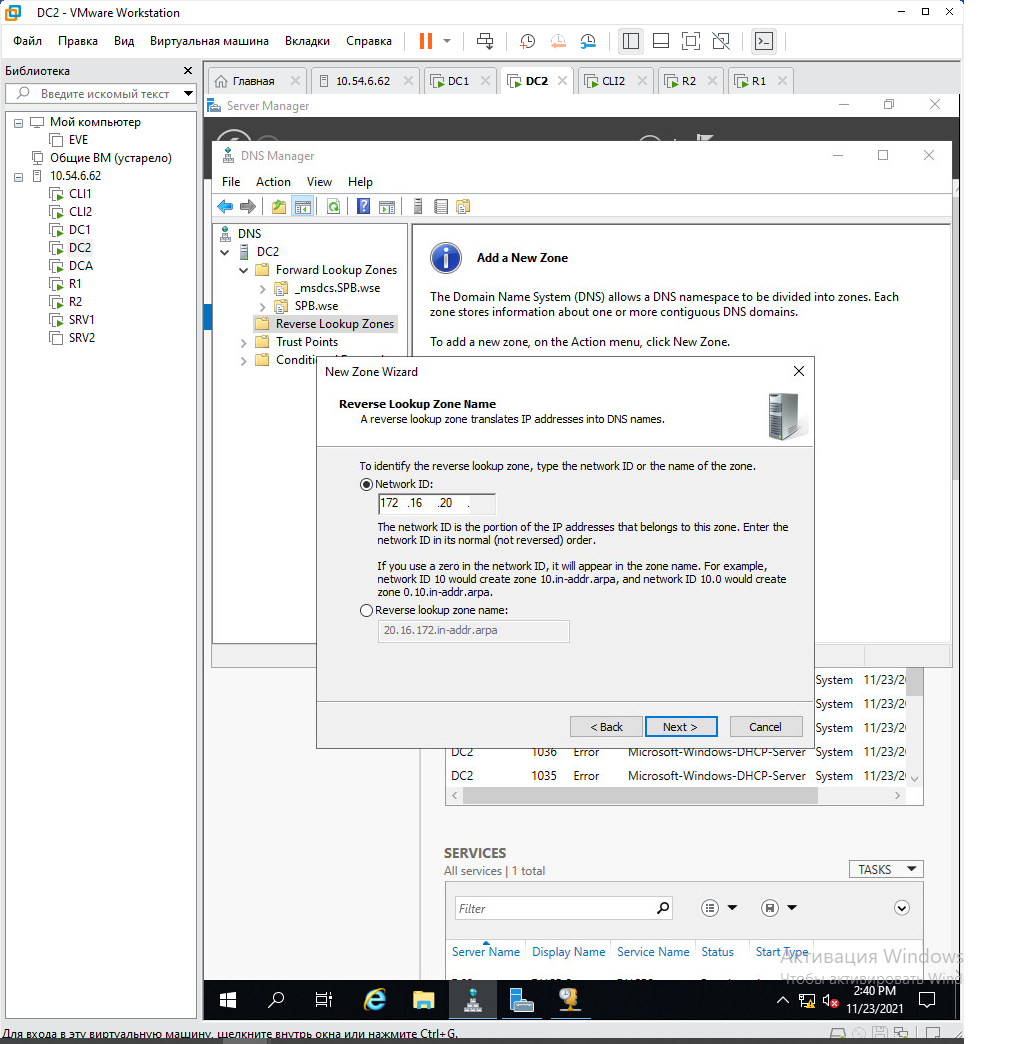 DC2 - VMware Workstation
Файл Правка Вид Виртуальная машина Вкладки Справка
Библиотека
Введите искомый текст
Мой компьютер
EVE
Общие ВМ (устарело)
10.54.6.62
CLI1
CLI2
DC1
DC2
DCA
R1
R2
SRV1
SRV2
Главная 10.54.6.62 DC1 DC2 CLI2 R2 R1
Server Manager
DNS Manager
File Action View Help
DNS
DC2
Forward Lookup Zones
_msdcs.SPB.wse
SPB.wse
Reverse Lookup Zones
Trust Points
Add a New Zone
The Domain Name System (DNS) allows a DNS namespace to be divided into zones. Each
zone stores information about one or more contiguous DNS domains.
To add a new zone, on the Action menu, click New Zone.
New Zone Wizard
Reverse Lookup Zone Name
A reverse lookup zone translates IP addresses into DNS names.
To identify the reverse lookup zone, type the network ID or the name of the zone.
Network ID:
172 .16 .20 .
The network ID is the portion of the IP addresses that belongs to this zone. Enter the
network ID in its normal (not reversed) order.
If you use a zero in the network ID, it will appear in the zone name. For example,
network ID 10 would create zone 10.in-addr.arpa, and network ID 10.0 would create
zone 0.10.in-addr.arpa.
Reverse lookup zone name:
20.16.172.in-addr.arpa
< Back Next > Cancel
System 11/23/20
System 11/23/20
System 11/23/20
DC2 1036 Error Microsoft-Windows-DHCP-Server System 11/23/20
DC2 1035 Error Microsoft-Windows-DHCP-Server System 11/23/20
SERVICES
All services | 1 total
TASKS
Filter
Server Name Display Name Service Name Status Start Type
Активация Windows
Чтобы активировать Wind
2:40 PM
11/23/2021
Для входа в эту виртуальную машину, щелкните внутрь окна или нажмите Ctrl+G.